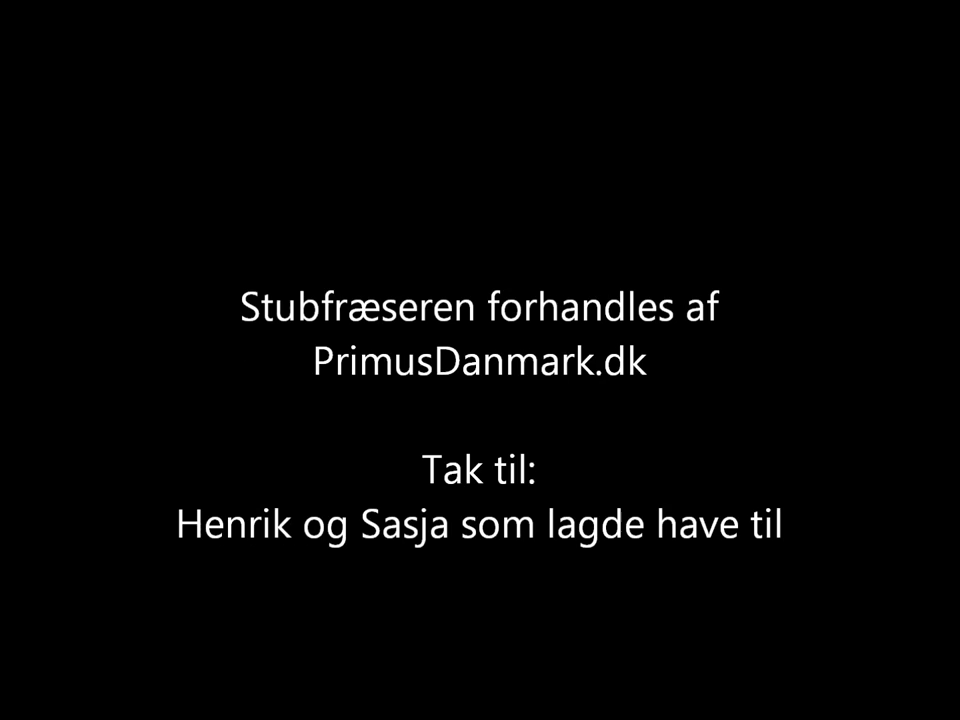 Stubfræseren forhandles af
PrimusDanmark.dk
Tak til:
Henrik og Sasja som lagde have til